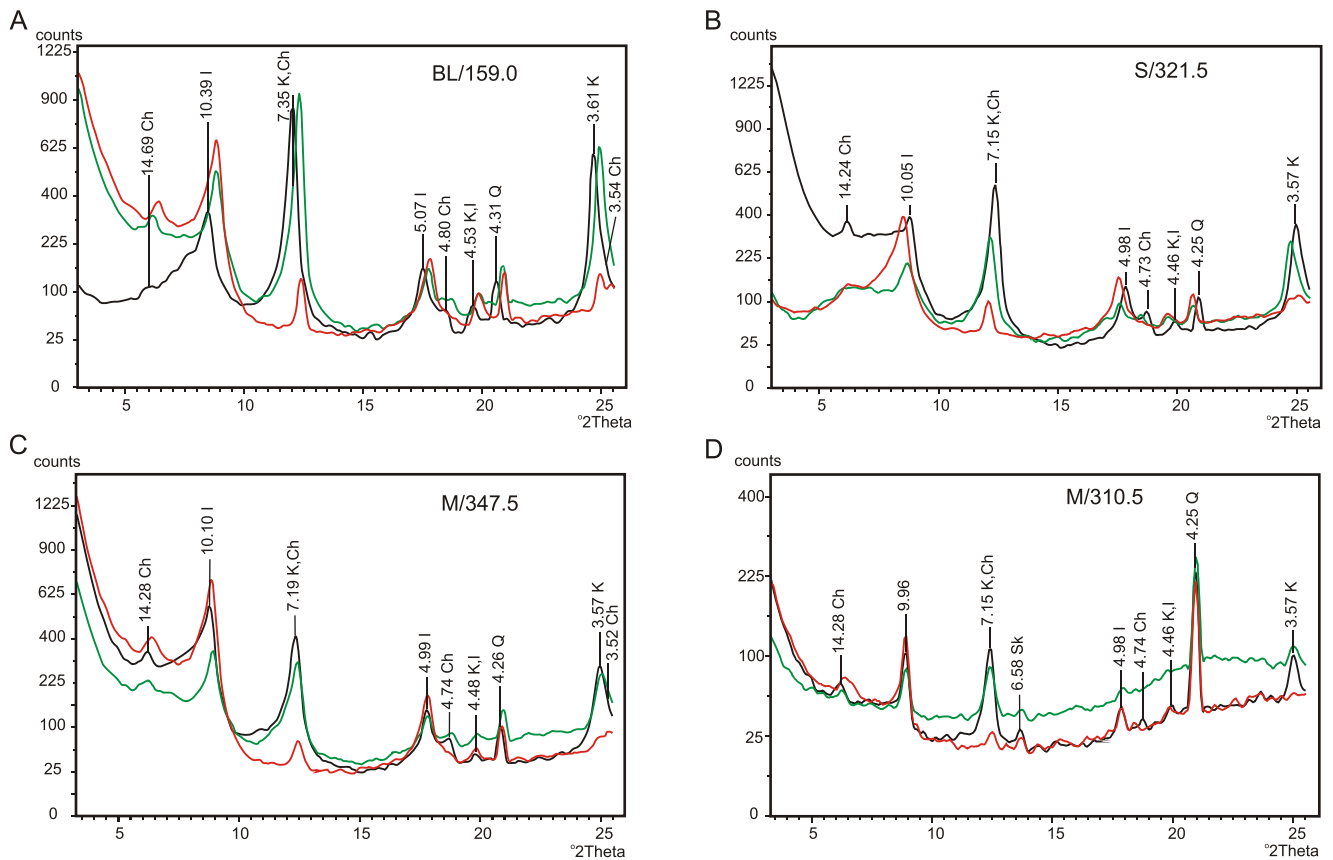 A
counts
BL/159.0
1225
900
625
400
225
100
25
0
14.69 Ch
10.39 I
7.35 K,Ch
5.07 I
4.80 Ch
4.53 K,I
4.31 Q
3.61 K
3.54 Ch
5
10
15
20
25
°2Theta
B
counts
S/321.5
1225
900
625
400
225
100
25
0
14.24 Ch
10.05 I
7.15 K,Ch
4.98 I
4.73 Ch
4.46 K,I
4.25 Q
3.57 K
5
10
15
20
25
°2Theta
C
counts
M/347.5
1225
900
625
400
225
100
25
0
14.28 Ch
10.10 I
7.19 K,Ch
4.99 I
4.74 Ch
4.48 K,I
4.26 Q
3.57 K
3.52 Ch
5
10
15
20
25
°2Theta
D
counts
M/310.5
400
225
100
25
0
14.28 Ch
9.96
7.15 K,Ch
6.58 Sk
4.98 I
4.74 Ch
4.46 K,I
4.25 Q
3.57 K
5
10
15
20
25
°2Theta